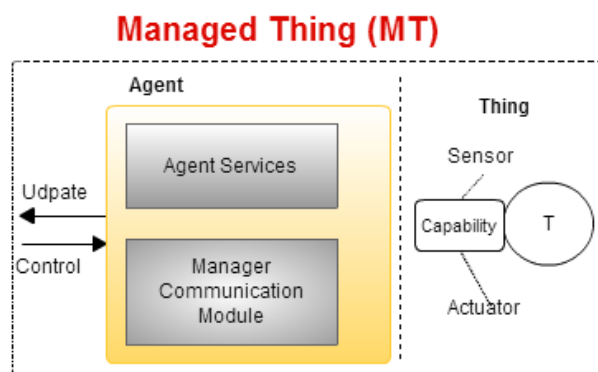 Managed Thing (MT)
Agent
Thing
Agent Services
Sensor
Udpate
Capability
T
Control
Manager
Communication
Module
Actuator